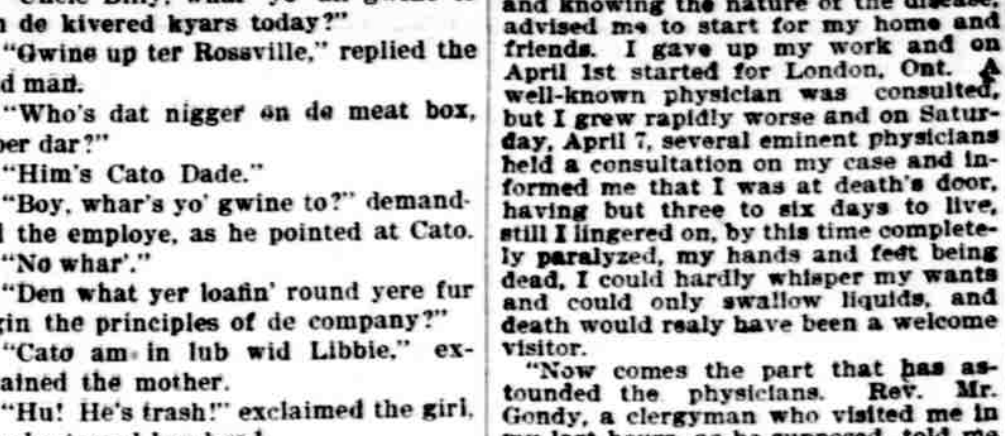 n de kivered kyars today?"
"Gwine up ter Rossville," replied the
d man.
"Who's dat nigger on de meat box,
er dar?"
"Him's Cato Dade."
"Boy, whar's yo' gwine to?" demand-
the employe, as he pointed at Cato.
"No whar'."
"Den what yer loafin' round yere fur
in the principles of de company?"
"Cato am in lub wid Libbie," ex-
ained the mother.
"Hu! He's trash!" exclaimed the girl,
and knowing the nature of the disease,
advised me to start for my home and
friends. I gave up my work and on
April 1st started for London, Ont. A
well-known physician was consulted,
but I grew rapidly worse and on Satur-
day, April 7, several eminent physicians
held a consultation on my case and in-
formed me that I was at death's door,
having but three to six days to live,
still I lingered on, by this time complete-
ly paralyzed, my hands and feet being
dead, I could hardly whisper my wants
and could only swallow liquids, and
death would realy have been a welcome
visitor.
"Now comes the part that has as-
tounded the physicians. Rev. Mr.
Gondy, a clergyman who visited me in